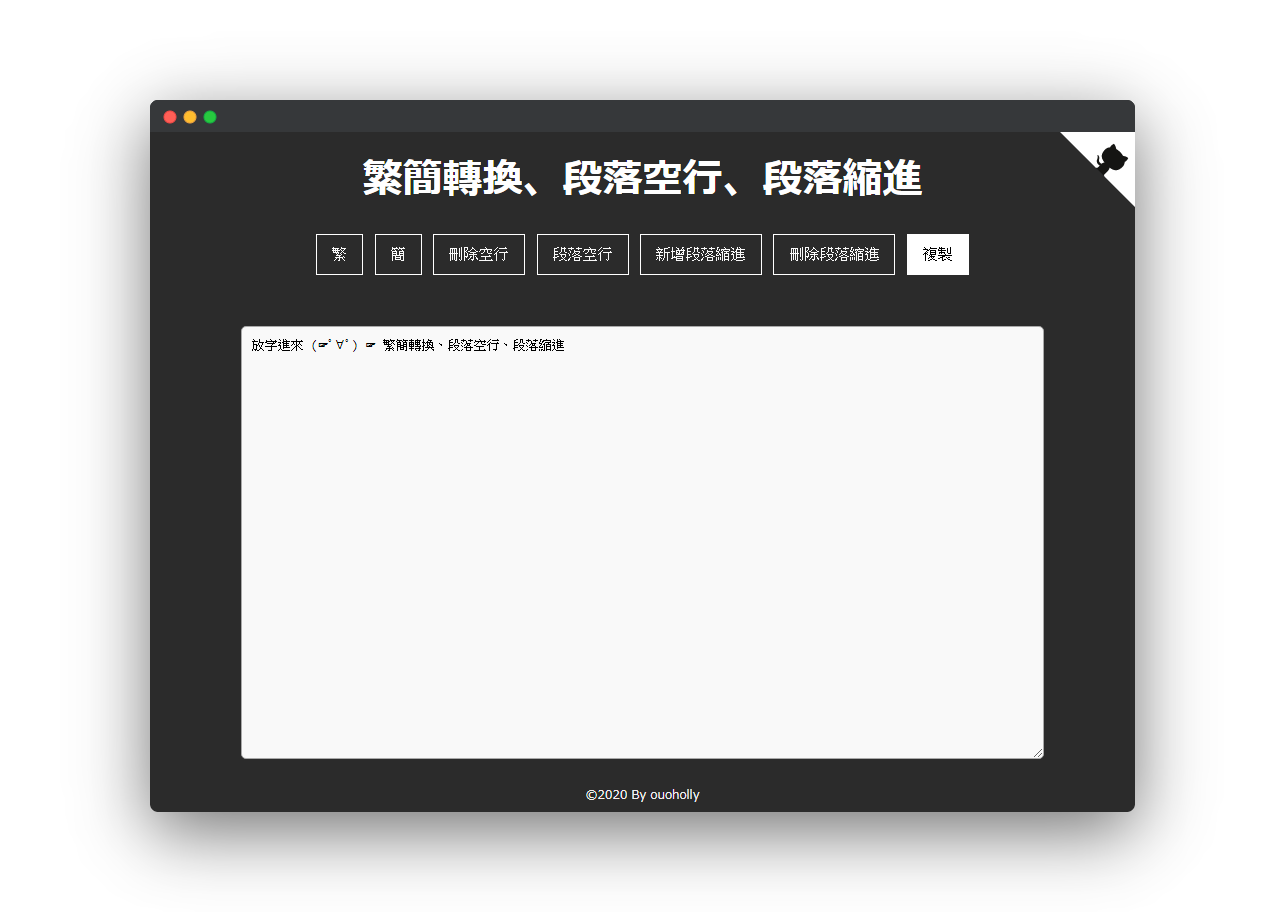 繁簡轉換、段落空行、段落縮進
繁 簡 刪除空行 段落空行 新增段落縮進 刪除段落縮進 複製
放字進來 (☛ﾟ∀ﾟ) ☛ 繁簡轉換、段落空行、段落縮進
©2020 By ouoholly